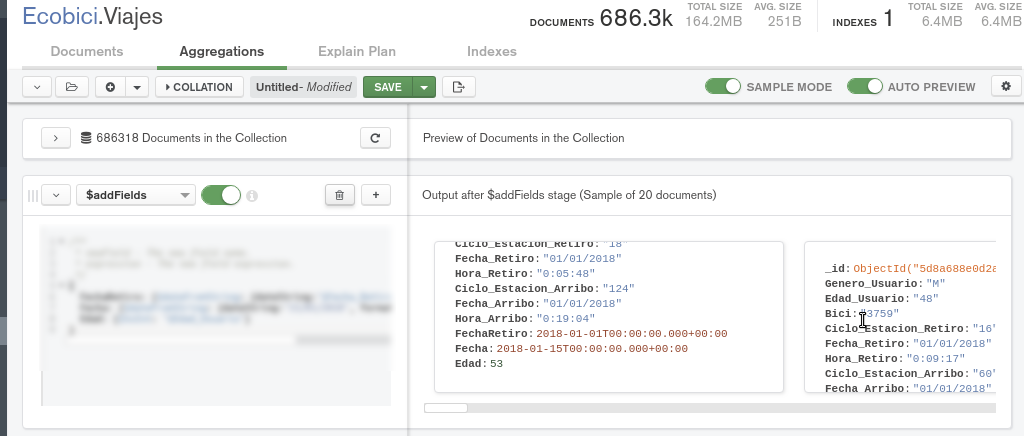 Ecobici.Viajes
DOCUMENTS 686.3k TOTAL SIZE 164.2MB AVG. SIZE 251B INDEXES 1 TOTAL SIZE 6.4MB AVG. SIZE 6.4MB
Documents Aggregations Explain Plan Indexes
COLLATION Untitled- Modified SAVE SAMPLE MODE AUTO PREVIEW
686318 Documents in the Collection Preview of Documents in the Collection
$addFields Output after $addFields stage (Sample of 20 documents)
Ciclo_Estacion_Retiro:"18"
Fecha_Retiro:"01/01/2018"
Hora_Retiro:"0:05:48"
Ciclo_Estacion_Arribo:"124"
Fecha_Arribo:"01/01/2018"
Hora_Arribo:"0:19:04"
FechaRetiro:2018-01-01T00:00:00.000+00:00
Fecha:2018-01-15T00:00:00.000+00:00
Edad:53
_id:ObjectId("5d8a688e0d2a
Genero_Usuario:"M"
Edad_Usuario:"48"
Bici:"3759"
Ciclo_Estacion_Retiro:"16"
Fecha_Retiro:"01/01/2018"
Hora_Retiro:"0:09:17"
Ciclo_Estacion_Arribo:"60"
Fecha_Arribo:"01/01/2018"